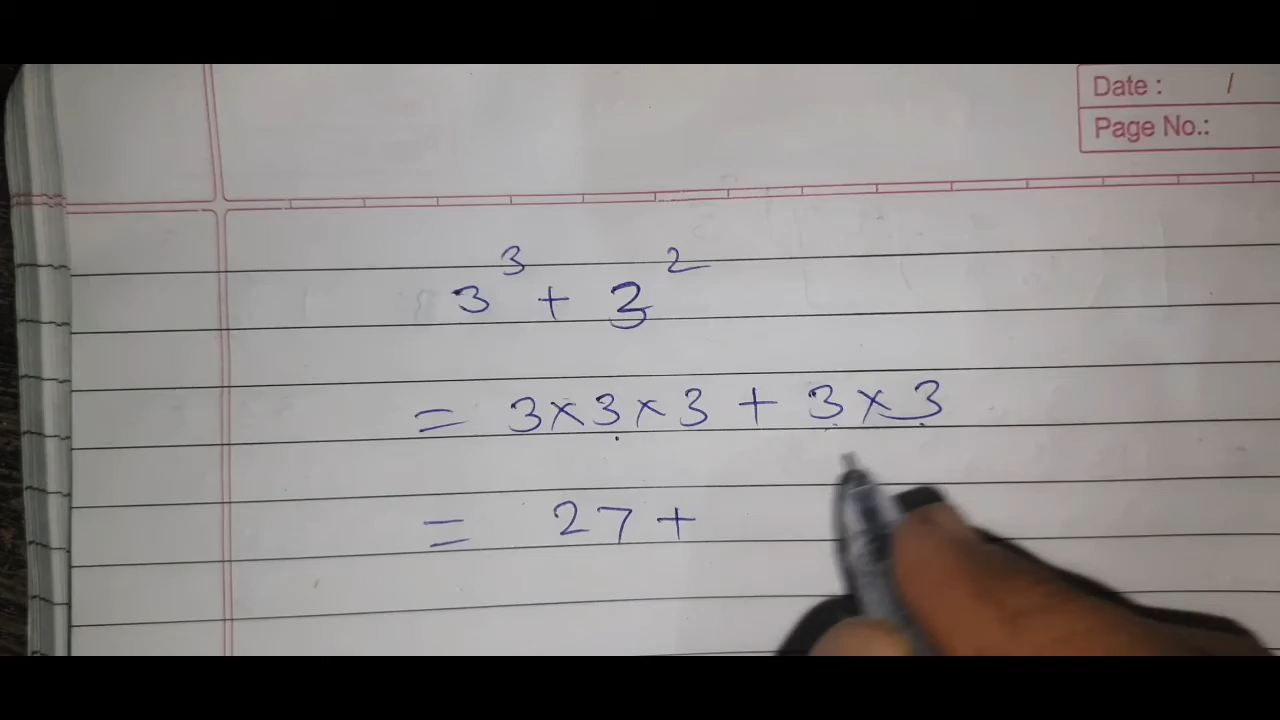 Date : /
Page No.:
3³ + 3²
= 3×3×3 + 3×3
= 27 +